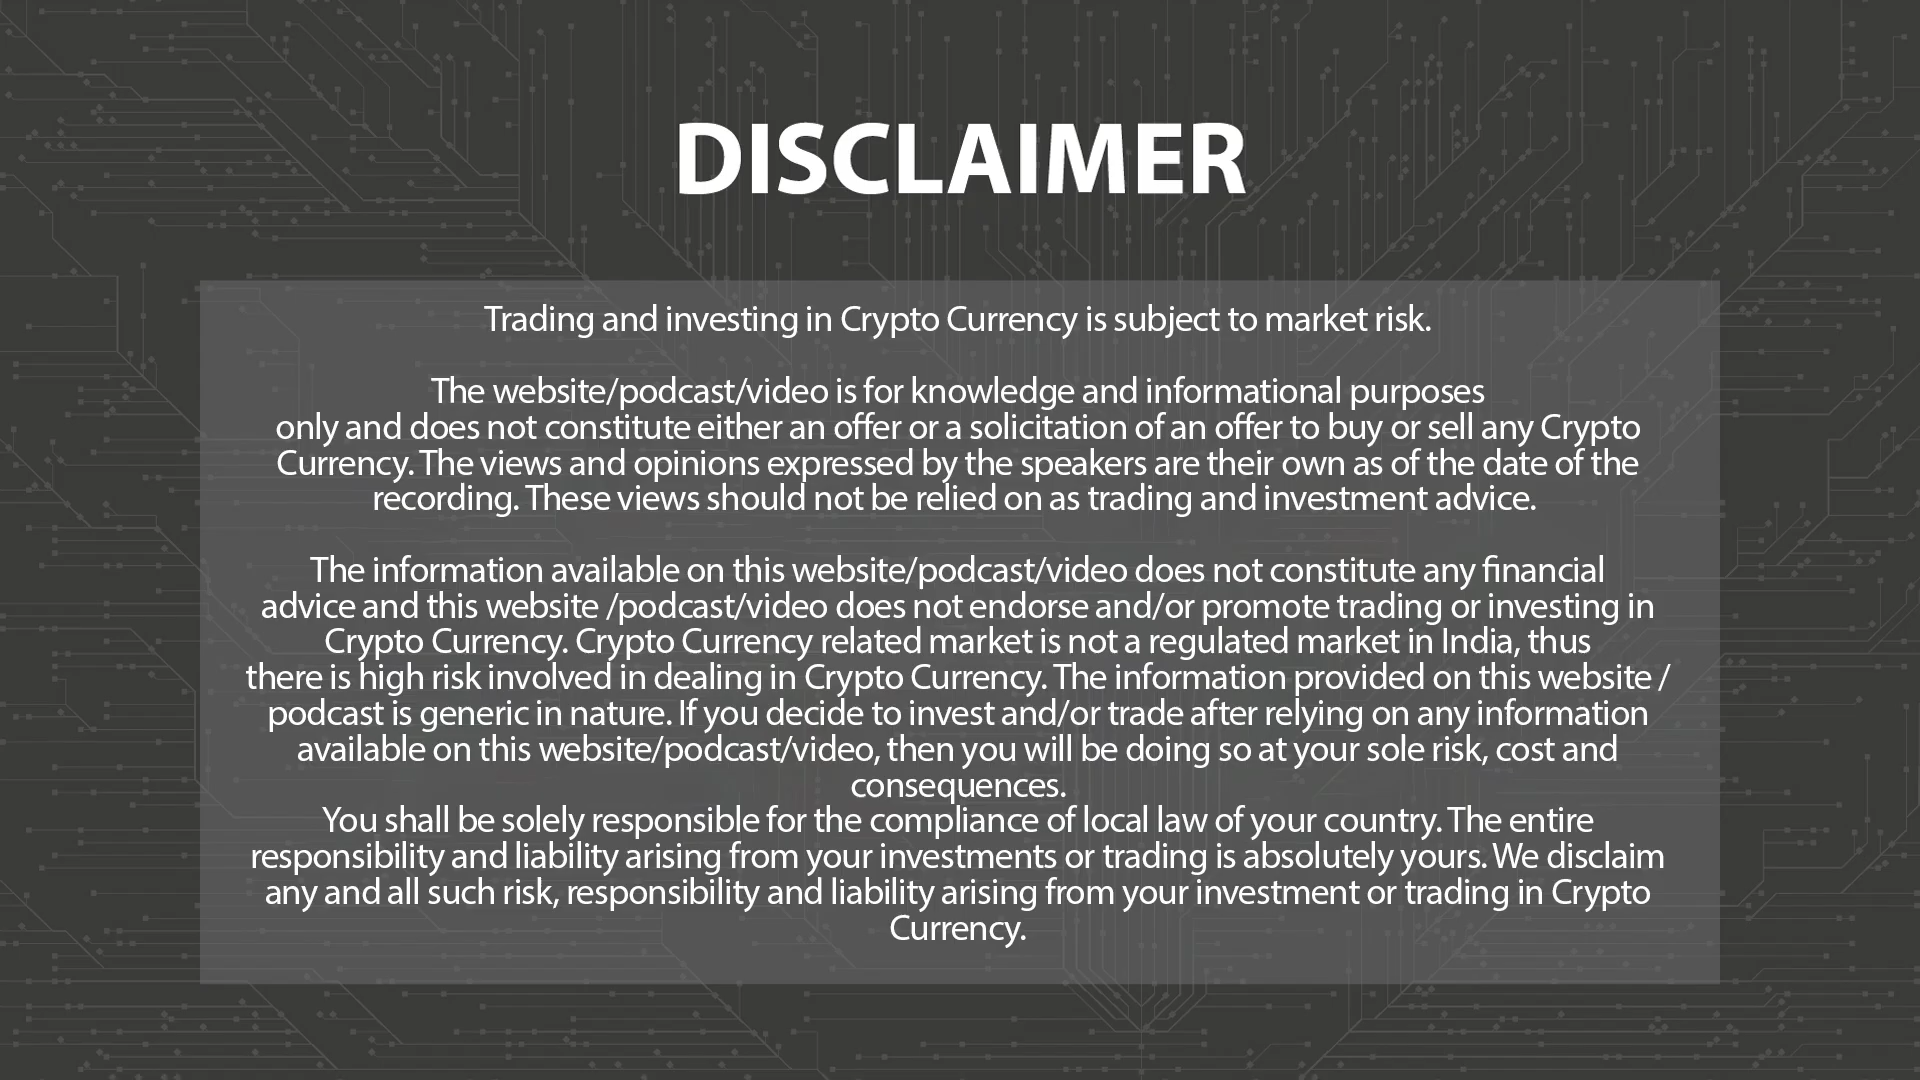 DISCLAIMER
Trading and investing in Crypto Currency is subject to market risk.
The website/podcast/video is for knowledge and informational purposes
only and does not constitute either an offer or a solicitation of an offer to buy or sell any Crypto
Currency. The views and opinions expressed by the speakers are their own as of the date of the
recording. These views should not be relied on as trading and investment advice.
The information available on this website/podcast/video does not constitute any financial
advice and this website /podcast/video does not endorse and/or promote trading or investing in
Crypto Currency. Crypto Currency related market is not a regulated market in India, thus
there is high risk involved in dealing in Crypto Currency. The information provided on this website /
podcast is generic in nature. If you decide to invest and/or trade after relying on any information
available on this website/podcast/video, then you will be doing so at your sole risk, cost and
consequences.
You shall be solely responsible for the compliance of local law of your country. The entire
responsibility and liability arising from your investments or trading is absolutely yours. We disclaim
any and all such risk, responsibility and liability arising from your investment or trading in Crypto
Currency.